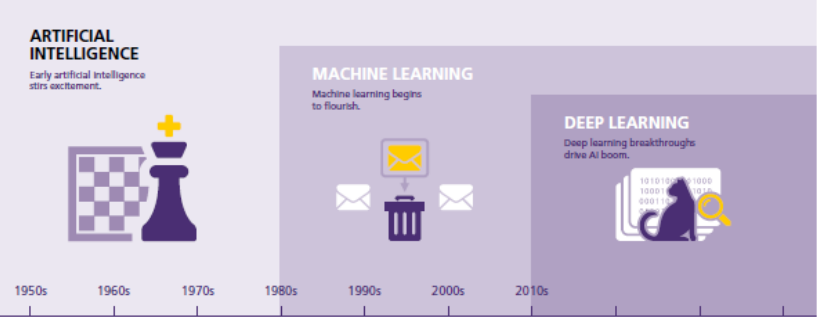 ARTIFICIAL
INTELLIGENCE
Early artificial intelligence
stirs excitement.
MACHINE LEARNING
Machine learning begins
to flourish.
DEEP LEARNING
Deep learning breakthroughs
drive AI boom.
1950s 1960s 1970s 1980s 1990s 2000s 2010s